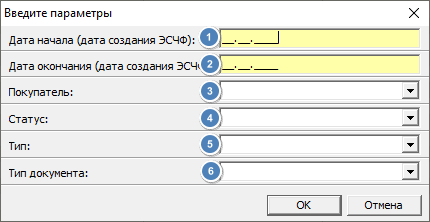 Введите параметры
Дата начала (дата создания ЭСЧФ): 1 __.__.____
Дата окончания (дата создания ЭСЧФ 2 __.__.____
Покупатель: 3
Статус: 4
Тип: 5
Тип документа: 6
OK Отмена